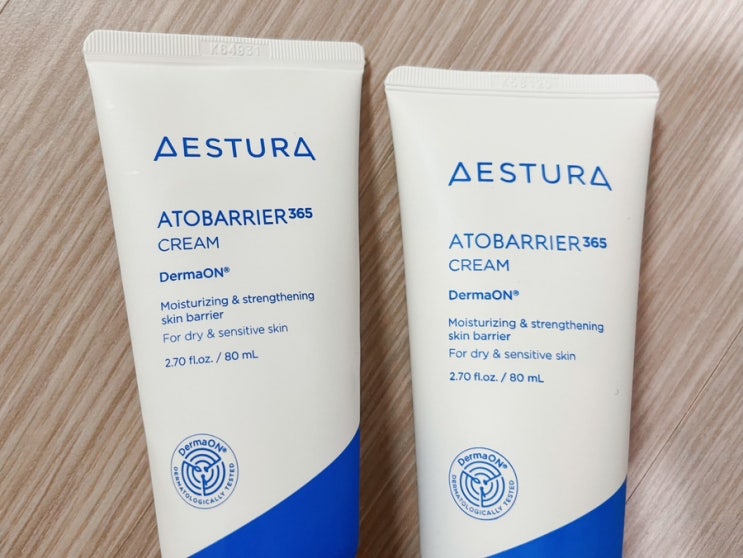 K64931
AESTURA
ATOBARRIER365
CREAM
DermaON®
Moisturizing & strengthening
skin barrier
For dry & sensitive skin
2.70 fl.oz. / 80 mL
DermaON®
DERMATOLOGICALLY TESTED
AESTURA
ATOBARRIER365
CREAM
DermaON®
Moisturizing & strengthening
skin barrier
For dry & sensitive skin
2.70 fl.oz. / 80 mL
DermaON®
DERMATOLOGICALLY TESTED